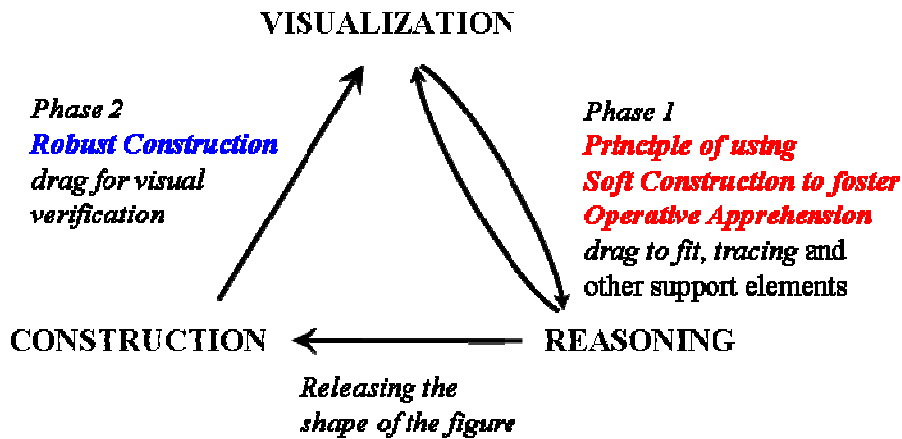 VISUALIZATION
Phase 2
Robust Construction
drag for visual
verification
Phase 1
Principle of using
Soft Construction to foster
Operative Apprehension
drag to fit, tracing and
other support elements
CONSTRUCTION
REASONING
Releasing the
shape of the figure